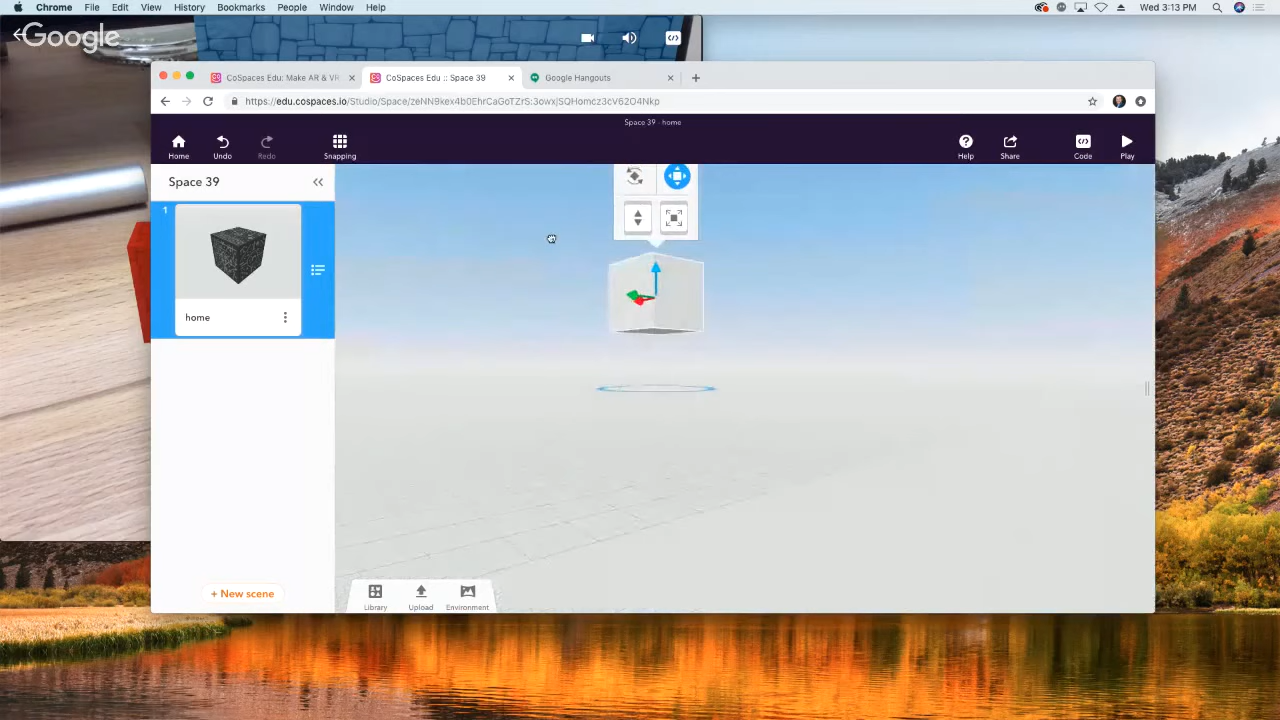 Chrome File Edit View History Bookmarks People Window Help Wed 3:13 PM
Google
CoSpaces Edu: Make AR & VR
CoSpaces Edu :: Space 39
Google Hangouts
Space 39 - home
Home Undo Redo Snapping Help Share Code Play
Space 39
1
home
+ New scene
Library Upload Environment